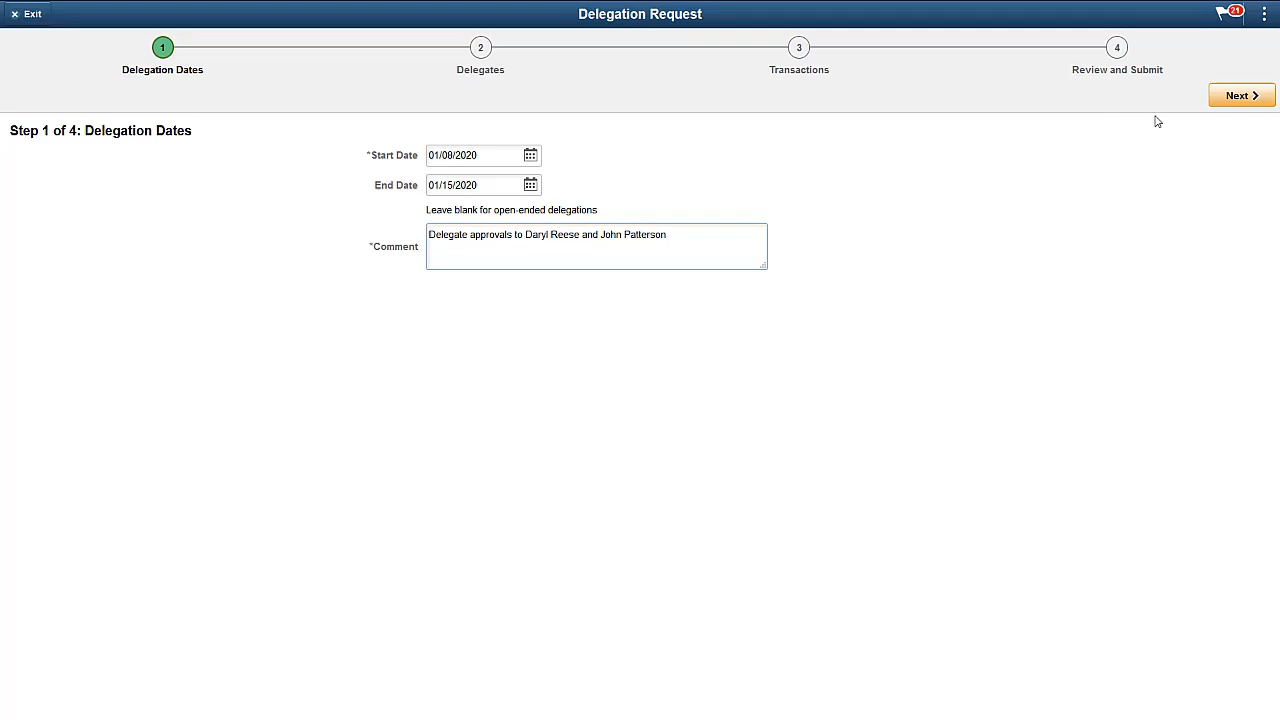 Exit
Delegation Request
21
1
2
3
4
Delegation Dates
Delegates
Transactions
Review and Submit
Next
Step 1 of 4: Delegation Dates
*Start Date 01/08/2020
End Date 01/15/2020
Leave blank for open-ended delegations
*Comment
Delegate approvals to Daryl Reese and John Patterson